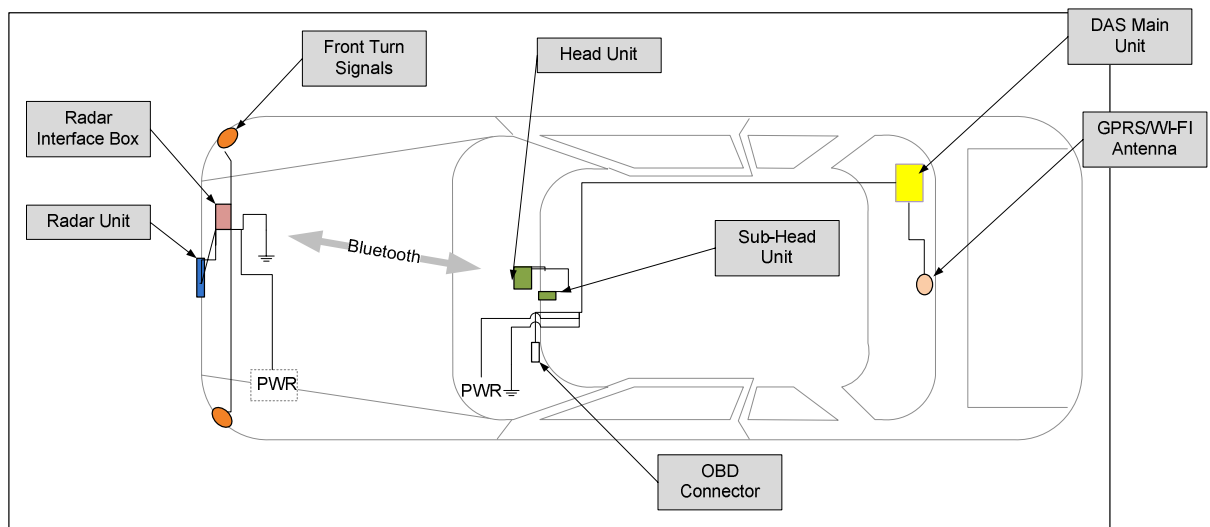 Front Turn
Signals
Head Unit
DAS Main
Unit
Radar
Interface Box
GPRS/WI-FI
Antenna
Radar Unit
Bluetooth
Sub-Head
Unit
PWR
PWR
OBD
Connector